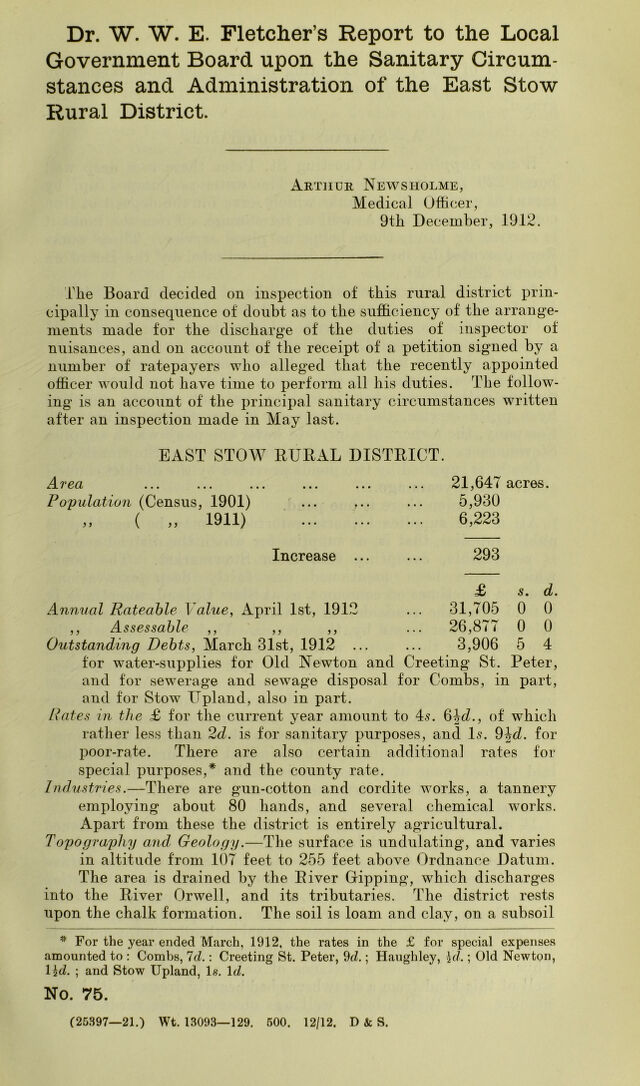 Dr. W. W. E. Fletcher's Report to the Local
Government Board upon the Sanitary Circum-
stances and Administration of the East Stow
Rural District.
Arthur Newsholme,
Medical Officer,
9th December, 1912.
The Board decided on inspection of this rural district prin-
cipally in consequence of doubt as to the sufficiency of the arrange-
ments made for the discharge of the duties of inspector of
nuisances, and on account of the receipt of a petition signed by a
number of ratepayers who alleged that the recently appointed
officer would not have time to perform all his duties. The follow-
ing is an account of the principal sanitary circumstances written
after an inspection made in May last.
EAST STOW RURAL DISTRICT.
Area ... ... ... ... ... ... 21,647 acres.
Population (Census, 1901) ... ... ... 5,930
,, ( ,, 1911) ... ... ... 6,223
Increase ... ... 293
£ s. d.
Annual Rateable Value, April 1st, 1912 ... 31,705 0 0
,, Assessable ,, ,, ,, ... 26,877 0 0
Outstanding Debts, March 31st, 1912 ... ... 3,906 5 4
for water-supplies for Old Newton and Creeting St. Peter,
and for sewerage and sewage disposal for Combs, in part,
and for Stow Upland, also in part.
Rates in the £ for the current year amount to 4s. 6½d., of which
rather less than 2d. is for sanitary purposes, and 1s. 9½d. for
poor-rate. There are also certain additional rates for
special purposes,* and the county rate.
Industries.—There are gun-cotton and cordite works, a tannery
employing about 80 hands, and several chemical works.
Apart from these the district is entirely agricultural.
Topography and Geology.—The surface is undulating, and varies
in altitude from 107 feet to 255 feet above Ordnance Datum.
The area is drained by the River Gipping, which discharges
into the River Orwell, and its tributaries. The district rests
upon the chalk formation. The soil is loam and clay, on a subsoil
* For the year ended March, 1912, the rates in the £ for special expenses
amounted to: Combs, 7d.: Creeting St. Peter, 9d.; Haughley, ½d.; Old Newton,
1½d. ; and Stow Upland, 1s. 1d.
No. 75.
(25397—21.) Wt. 13093—129. 500. 12/12. D & S.